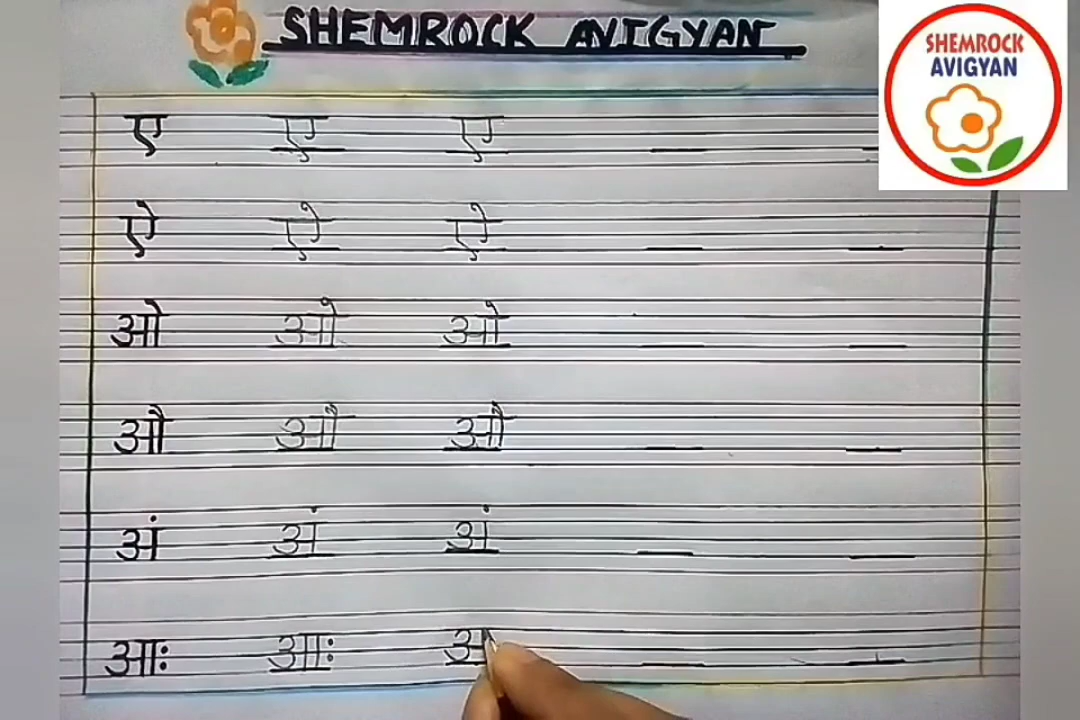 SHEMROCK AVIGYAN
SHEMROCK
AVIGYAN
ए ए ए
ऐ ऐ ऐ
ओ ओ ओ
औ औ औ
अं अं अं
आः आः उ